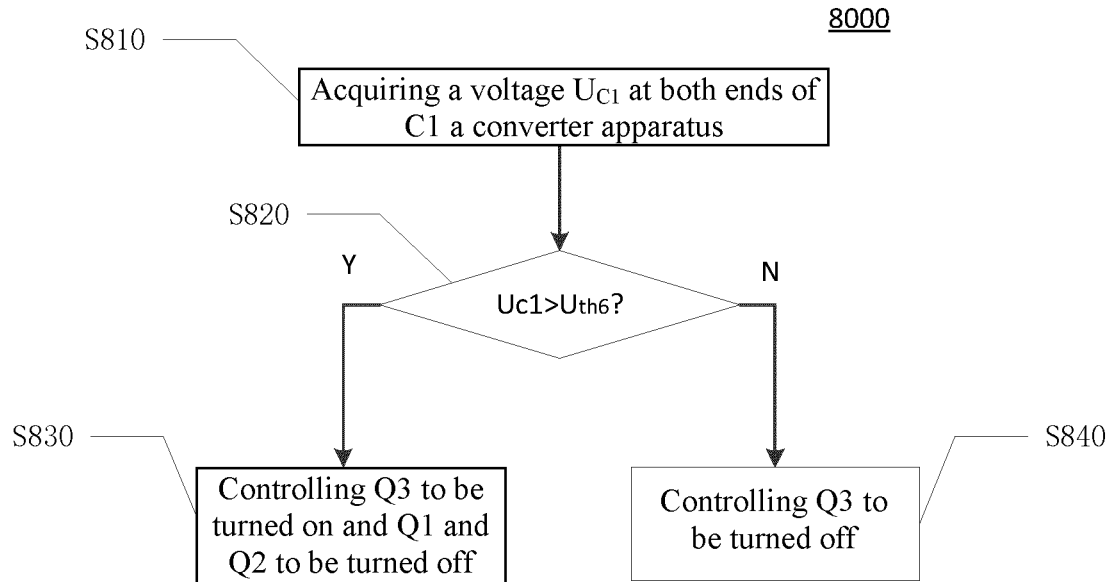 8000
S810
Acquiring a voltage UC1 at both ends of
C1 a converter apparatus
S820
Y
N
Uc1>Uth6?
S830
S840
Controlling Q3 to be
turned on and Q1 and
Q2 to be turned off
Controlling Q3 to
be turned off